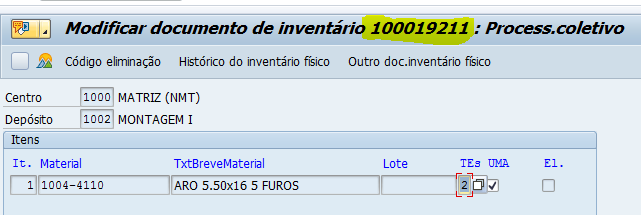 Modificar documento de inventário 100019211 : Process.coletivo
Código eliminação Histórico do inventário físico Outro doc.inventário físico
Centro 1000 MATRIZ (NMT)
Depósito 1002 MONTAGEM I
Itens
It. Material TxtBreveMaterial Lote TEs UMA El.
1 1004-4110 ARO 5.50x16 5 FUROS 2